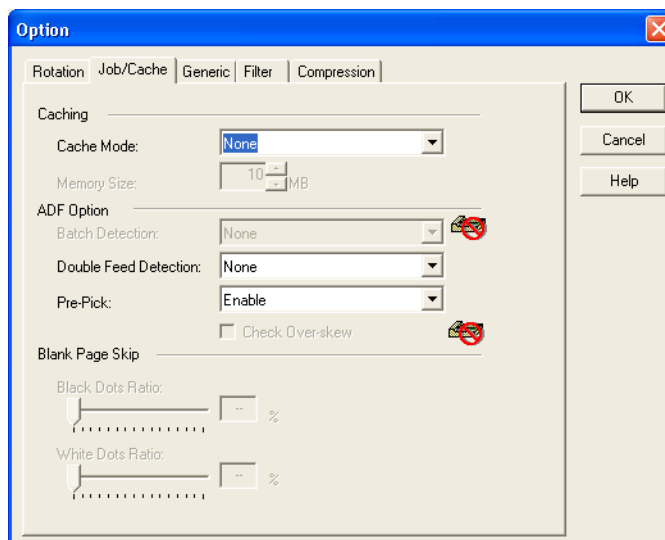 Option
Rotation Job/Cache Generic Filter Compression
OK
Caching
Cache Mode: None
Cancel
Memory Size: 10 MB
Help
ADF Option
Batch Detection: None
Double Feed Detection: None
Pre-Pick: Enable
Check Over-skew
Blank Page Skip
Black Dots Ratio:
-- %
White Dots Ratio:
-- %